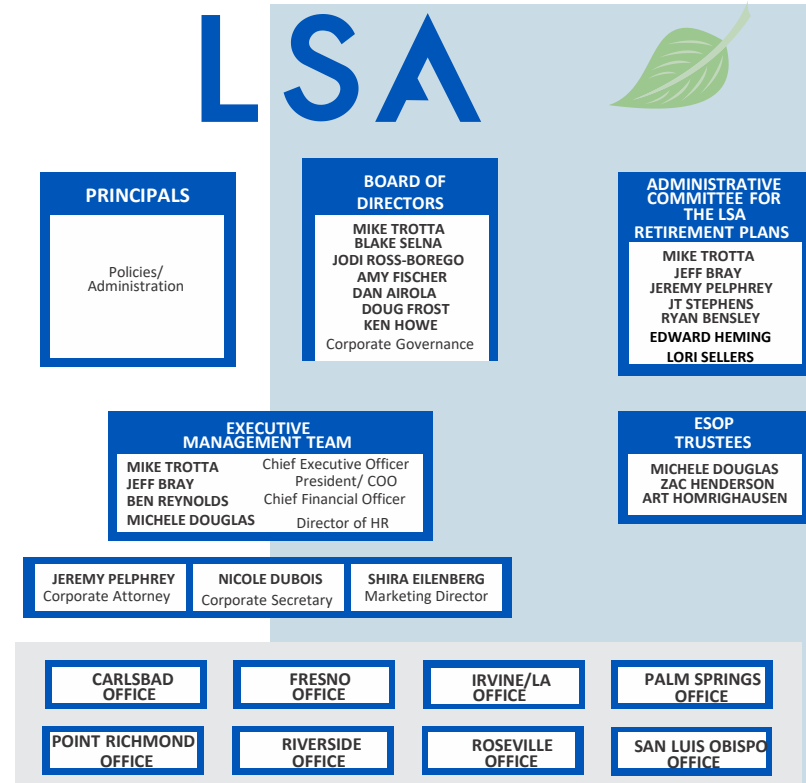 LSA
PRINCIPALS
Policies/
Administration
BOARD OF
DIRECTORS
MIKE TROTTA
BLAKE SELNA
JODI ROSS-BOREGO
AMY FISCHER
DAN AIROLA
DOUG FROST
KEN HOWE
Corporate Governance
ADMINISTRATIVE
COMMITTEE FOR
THE LSA
RETIREMENT PLANS
MIKE TROTTA
JEFF BRAY
JEREMY PELPHREY
JT STEPHENS
RYAN BENSLEY
EDWARD HEMING
LORI SELLERS
EXECUTIVE
MANAGEMENT TEAM
MIKE TROTTA Chief Executive Officer
JEFF BRAY President/ COO
BEN REYNOLDS Chief Financial Officer
MICHELE DOUGLAS Director of HR
ESOP
TRUSTEES
MICHELE DOUGLAS
ZAC HENDERSON
ART HOMRIGHAUSEN
JEREMY PELPHREY
Corporate Attorney
NICOLE DUBOIS
Corporate Secretary
SHIRA EILENBERG
Marketing Director
CARLSBAD
OFFICE
FRESNO
OFFICE
IRVINE/LA
OFFICE
PALM SPRINGS
OFFICE
POINT RICHMOND
OFFICE
RIVERSIDE
OFFICE
ROSEVILLE
OFFICE
SAN LUIS OBISPO
OFFICE